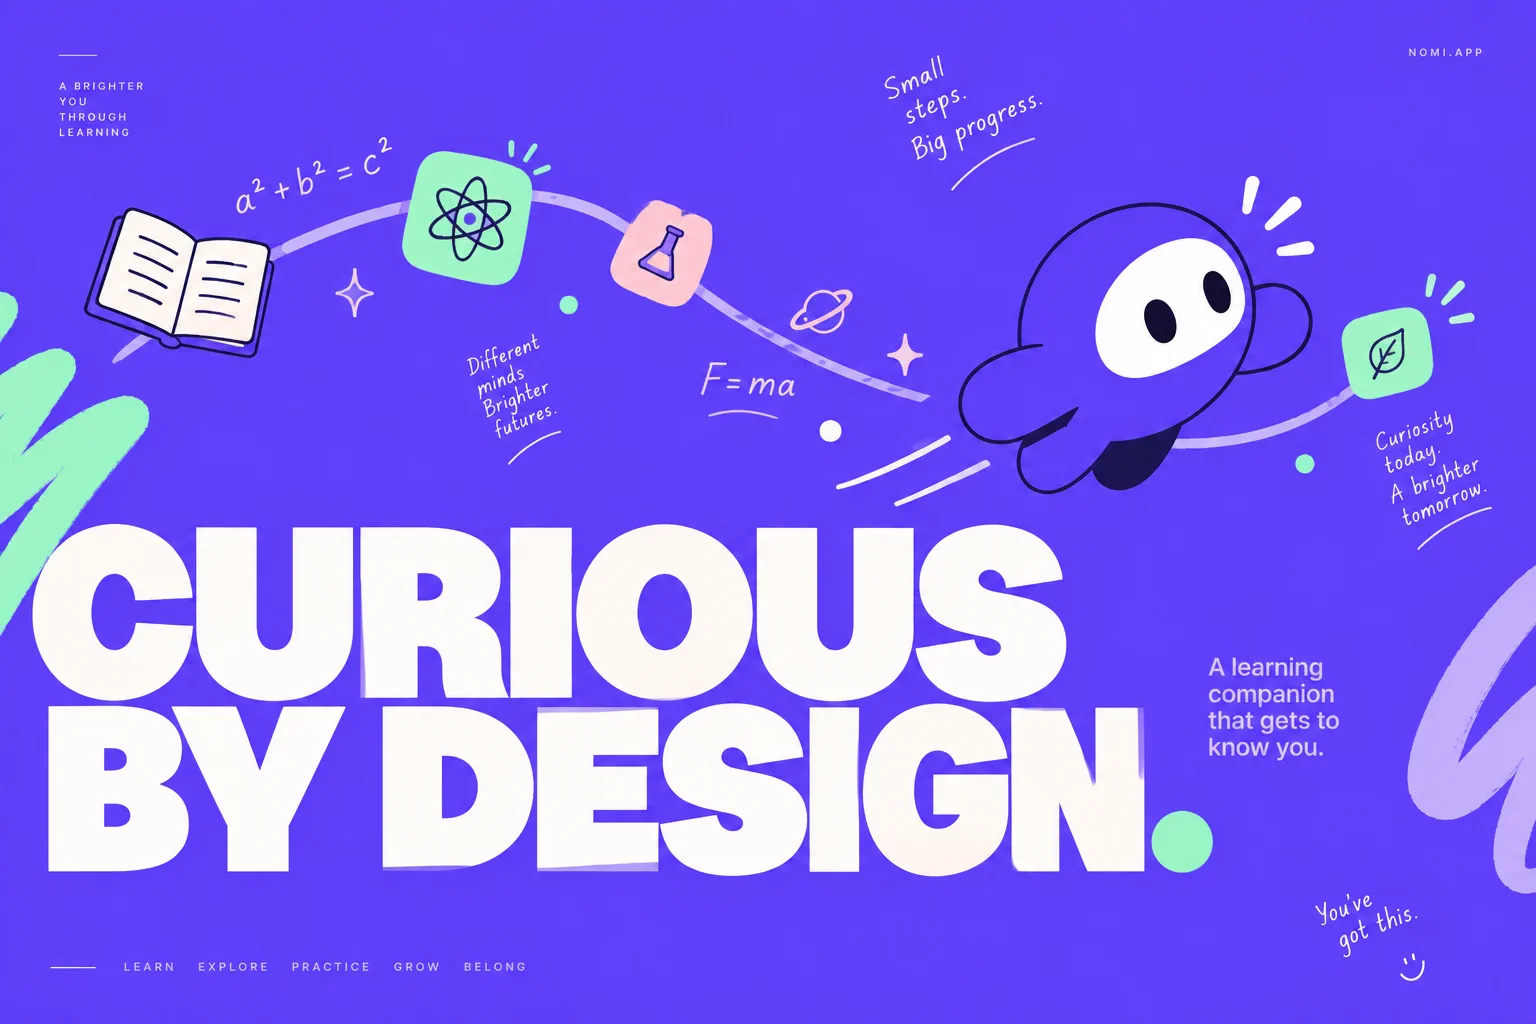 A BRIGHTER
YOU
THROUGH
LEARNING
NOMI.APP
Small
steps.
Big progress.
a² + b² = c²
Different
minds
Brighter
futures.
F=ma
Curiosity
today.
A brighter
tomorrow.
CURIOUS
BY DESIGN.
A learning
companion
that gets to
know you.
You've
got this.
LEARN EXPLORE PRACTICE GROW BELONG